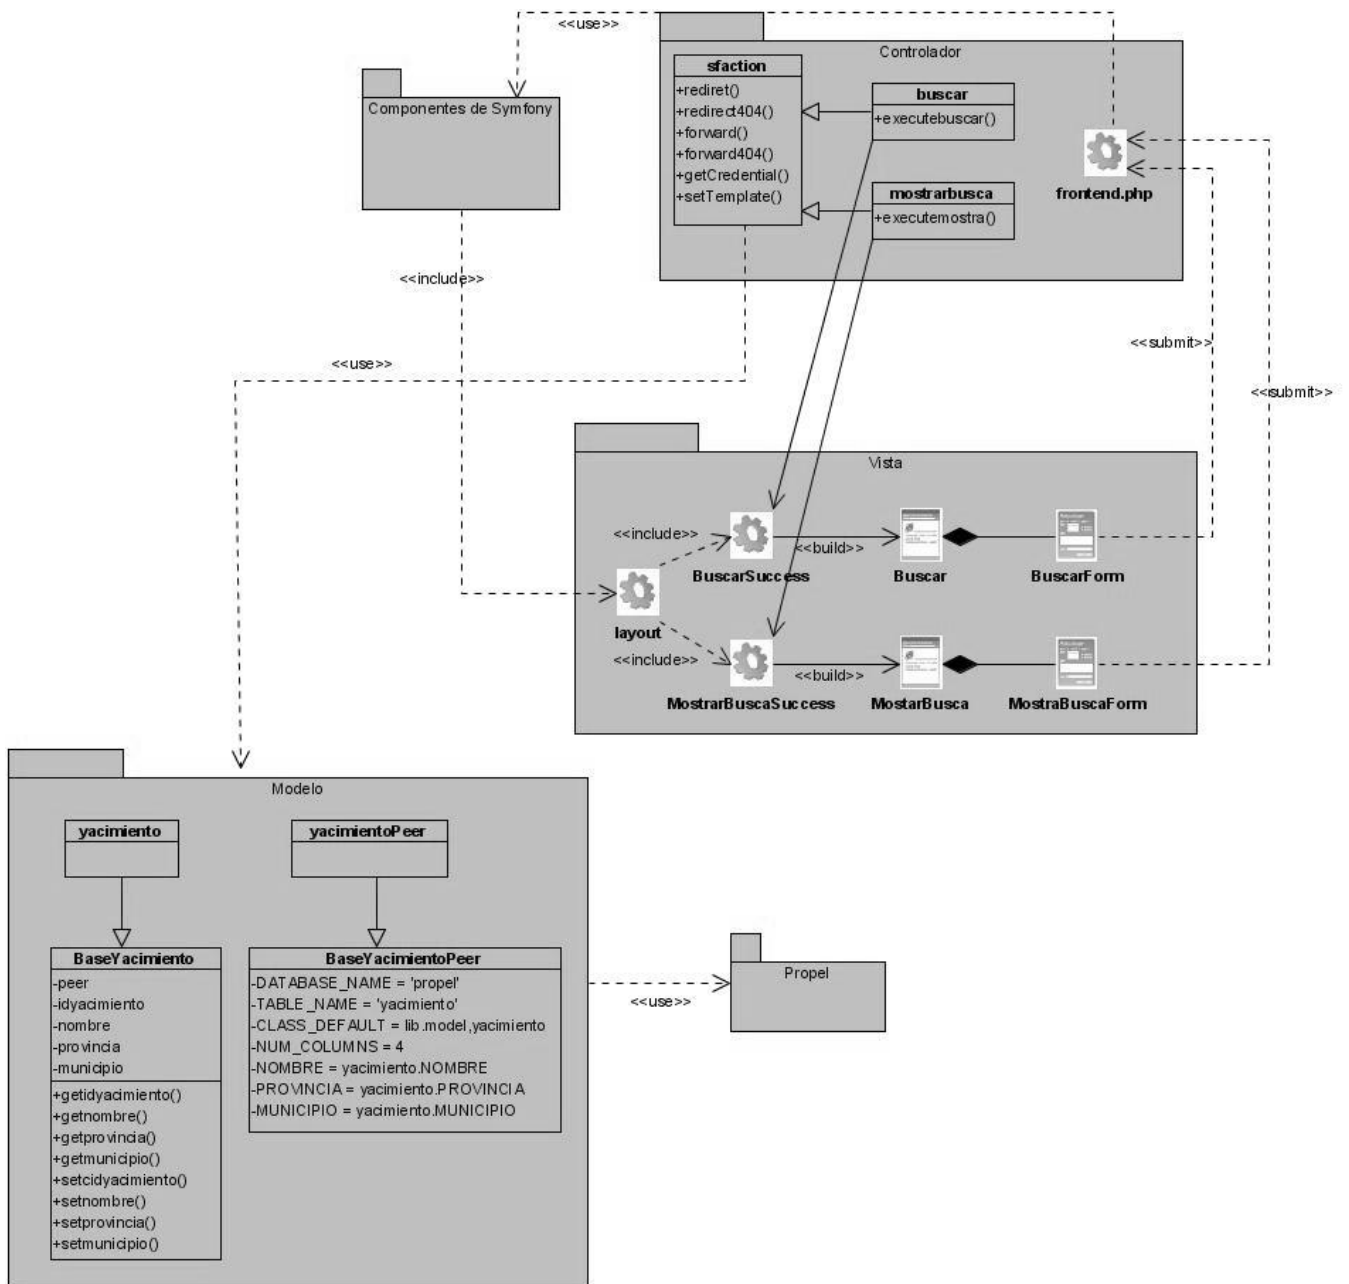 <<use>>
Controlador
sfaction
+rediret()
+redirect404()
+forward()
+forward404()
+getCredential()
+setTemplate()
buscar
+executebuscar()
mostrarbusca
+executemostra()
frontend.php
Componentes de Symfony
<<include>>
<<use>>
<<submit>>
<<submit>>
Vista
<<include>>
BuscarSuccess
<<build>>
Buscar
BuscarForm
layout
<<include>>
MostrarBuscaSuccess
<<build>>
MostarBusca
MostraBuscaForm
Modelo
yacimiento
yacimientoPeer
BaseYacimiento
-peer
-idyacimiento
-nombre
-provincia
-municipio
+getidyacimiento()
+getnombre()
+getprovincia()
+getmunicipio()
+setcidyacimiento()
+setnombre()
+setprovincia()
+setmunicipio()
BaseYacimientoPeer
-DATABASE_NAME = 'propel'
-TABLE_NAME = 'yacimiento'
-CLASS_DEFAULT = lib.model,yacimiento
-NUM_COLUMNS = 4
-NOMBRE = yacimiento.NOMBRE
-PROVINCIA = yacimiento.PROVINCIA
-MUNICIPIO = yacimiento.MUNICIPIO
<<use>>
Propel